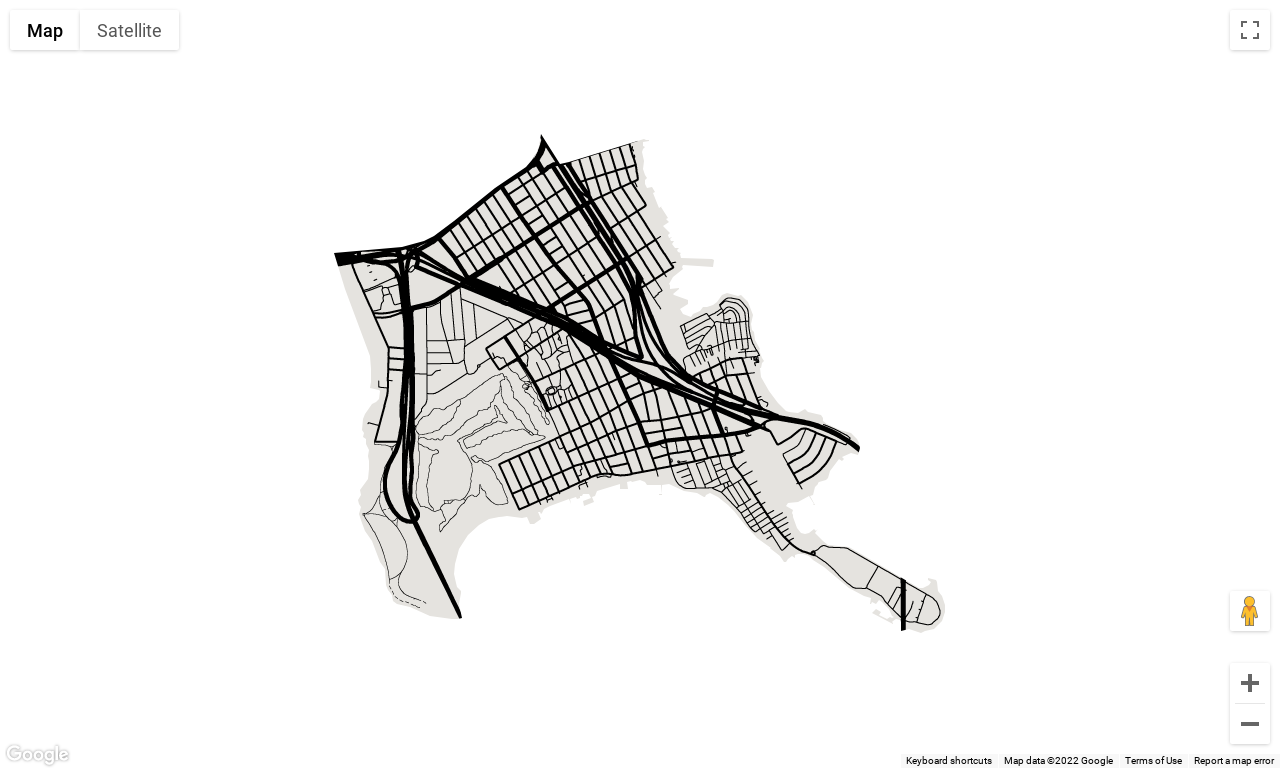 Map Satellite
Google
Keyboard shortcuts Map data ©2022 Google Terms of Use Report a map error